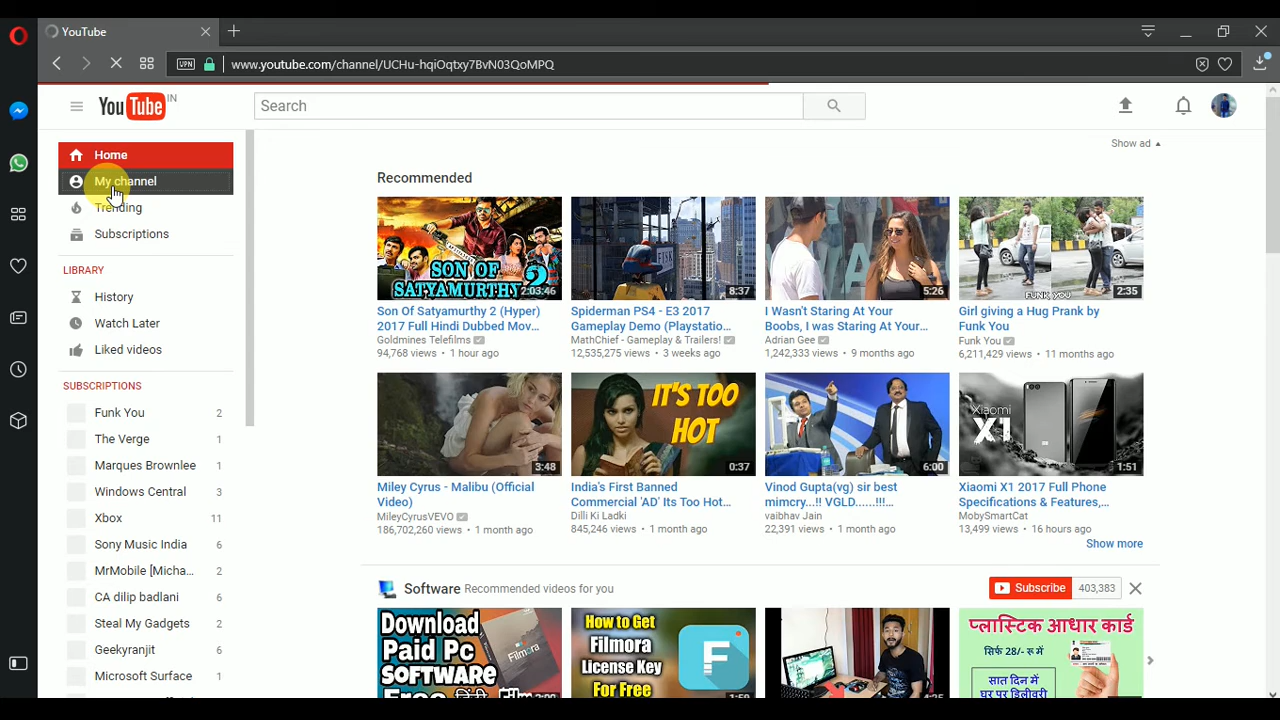 YouTube
VPN
www.youtube.com/channel/UCHu-hqiOqtxy7BvN03QoMPQ
YouTube IN
Search
Show ad
Home
My channel
Trending
Subscriptions
LIBRARY
History
Watch Later
Liked videos
SUBSCRIPTIONS
Funk You 2
The Verge 1
Marques Brownlee 1
Windows Central 3
Xbox 11
Sony Music India 6
MrMobile [Micha... 2
CA dilip badlani 6
Steal My Gadgets 2
Geekyranjit 6
Microsoft Surface 1
Recommended
SON OF
SATYAMURTHY 2
2:03:46
Son Of Satyamurthy 2 (Hyper)
2017 Full Hindi Dubbed Mov...
Goldmines Telefilms
94,768 views • 1 hour ago
FISK
8:37
Spiderman PS4 - E3 2017
Gameplay Demo (Playstatio...
MathChief - Gameplay & Trailers!
12,535,275 views • 3 weeks ago
5:26
I Wasn't Staring At Your
Boobs, I was Staring At Your...
Adrian Gee
1,242,333 views • 9 months ago
FUNK YOU
2:35
Girl giving a Hug Prank by
Funk You
Funk You
6,211,429 views • 11 months ago
3:48
Miley Cyrus - Malibu (Official
Video)
MileyCyrusVEVO
186,702,260 views • 1 month ago
IT'S TOO
HOT
0:37
India's First Banned
Commercial 'AD' Its Too Hot...
Dilli Ki Ladki
845,246 views • 1 month ago
6:00
Vinod Gupta(vg) sir best
mimcry...!! VGLD......!!!...
vaibhav Jain
22,391 views • 1 month ago
Xiaomi
X1
1:51
Xiaomi X1 2017 Full Phone
Specifications & Features,...
MobySmartCat
13,499 views • 16 hours ago
Show more
Software Recommended videos for you
Subscribe 403,383
Download
Paid Pc
SOFTWARE
Filmora
How to Get
Filmora
License Key
For Free
प्लास्टिक आधार कार्ड
सिर्फ 28/- रू में
सात दिन में
घर पर डिलीवरी